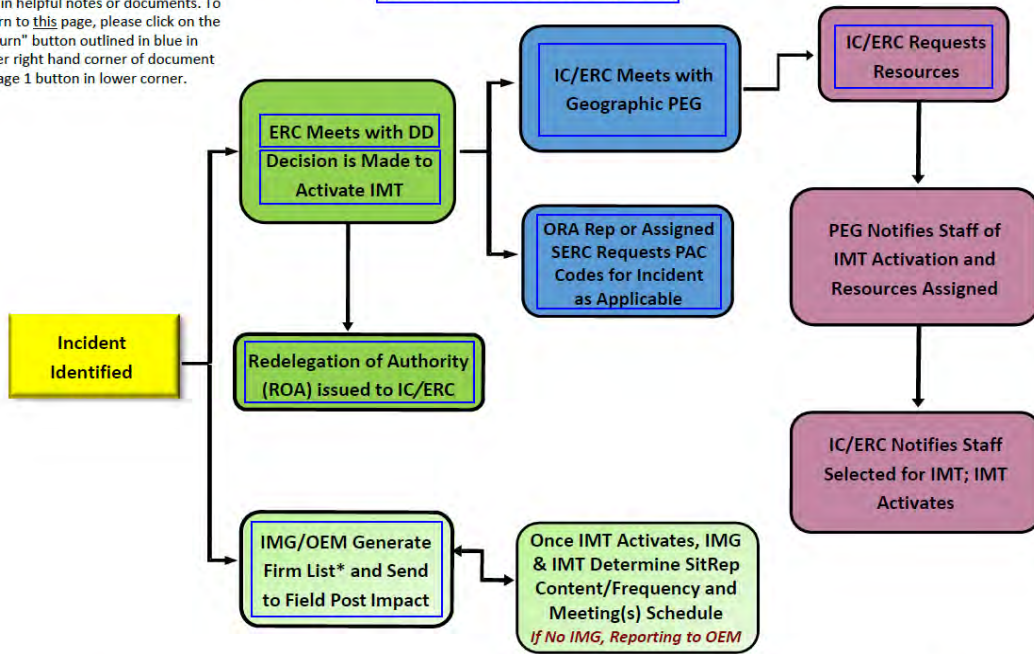 in helpful notes or documents. To
rn to this page, please click on the
urn" button outlined in blue in
er right hand corner of document
age 1 button in lower corner.
IC/ERC Requests
Resources
IC/ERC Meets with
Geographic PEG
ERC Meets with DD
Decision is Made to
Activate IMT
PEG Notifies Staff of
IMT Activation and
Resources Assigned
ORA Rep or Assigned
SERC Requests PAC
Codes for Incident
as Applicable
Incident
Identified
Redelegation of Authority
(ROA) issued to IC/ERC
IC/ERC Notifies Staff
Selected for IMT; IMT
Activates
IMG/OEM Generate
Firm List* and Send
to Field Post Impact
Once IMT Activates, IMG
& IMT Determine SitRep
Content/Frequency and
Meeting(s) Schedule
If No IMG, Reporting to OEM